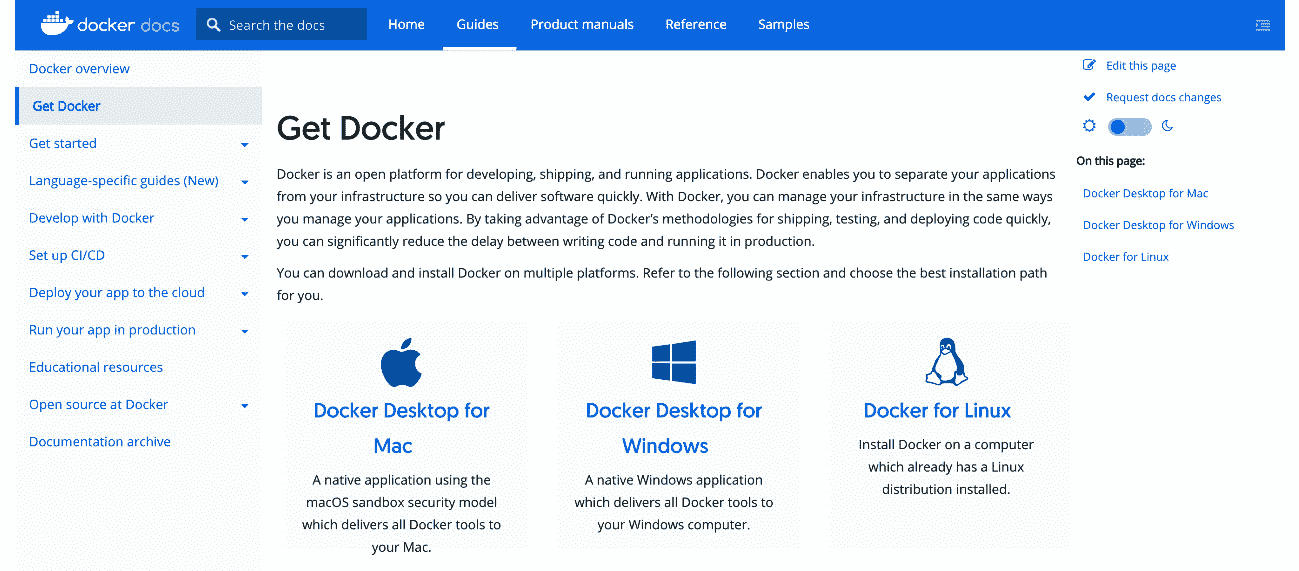 docker docs
Search the docs
Home
Guides
Product manuals
Reference
Samples
Docker overview
Get Docker
Get started
Language-specific guides (New)
Develop with Docker
Set up CI/CD
Deploy your app to the cloud
Run your app in production
Educational resources
Open source at Docker
Documentation archive
Get Docker
Docker is an open platform for developing, shipping, and running applications. Docker enables you to separate your applications
from your infrastructure so you can deliver software quickly. With Docker, you can manage your infrastructure in the same ways
you manage your applications. By taking advantage of Docker's methodologies for shipping, testing, and deploying code quickly,
you can significantly reduce the delay between writing code and running it in production.
You can download and install Docker on multiple platforms. Refer to the following section and choose the best installation path
for you.
Docker Desktop for
Mac
A native application using the
macOS sandbox security model
which delivers all Docker tools to
your Mac.
Docker Desktop for
Windows
A native Windows application
which delivers all Docker tools to
your Windows computer.
Docker for Linux
Install Docker on a computer
which already has a Linux
distribution installed.
Edit this page
Request docs changes
On this page:
Docker Desktop for Mac
Docker Desktop for Windows
Docker for Linux